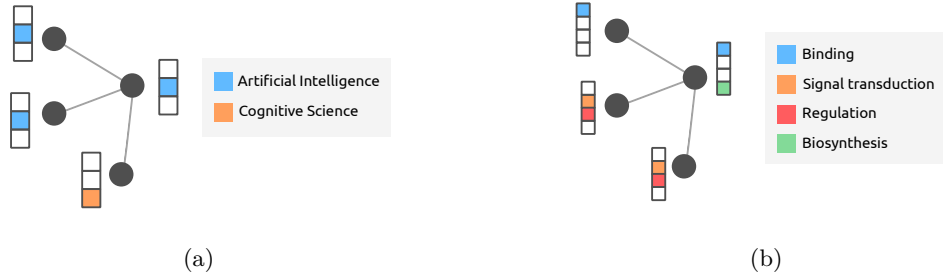 Artificial Intelligence
Cognitive Science
(a)
Binding
Signal transduction
Regulation
Biosynthesis
(b)